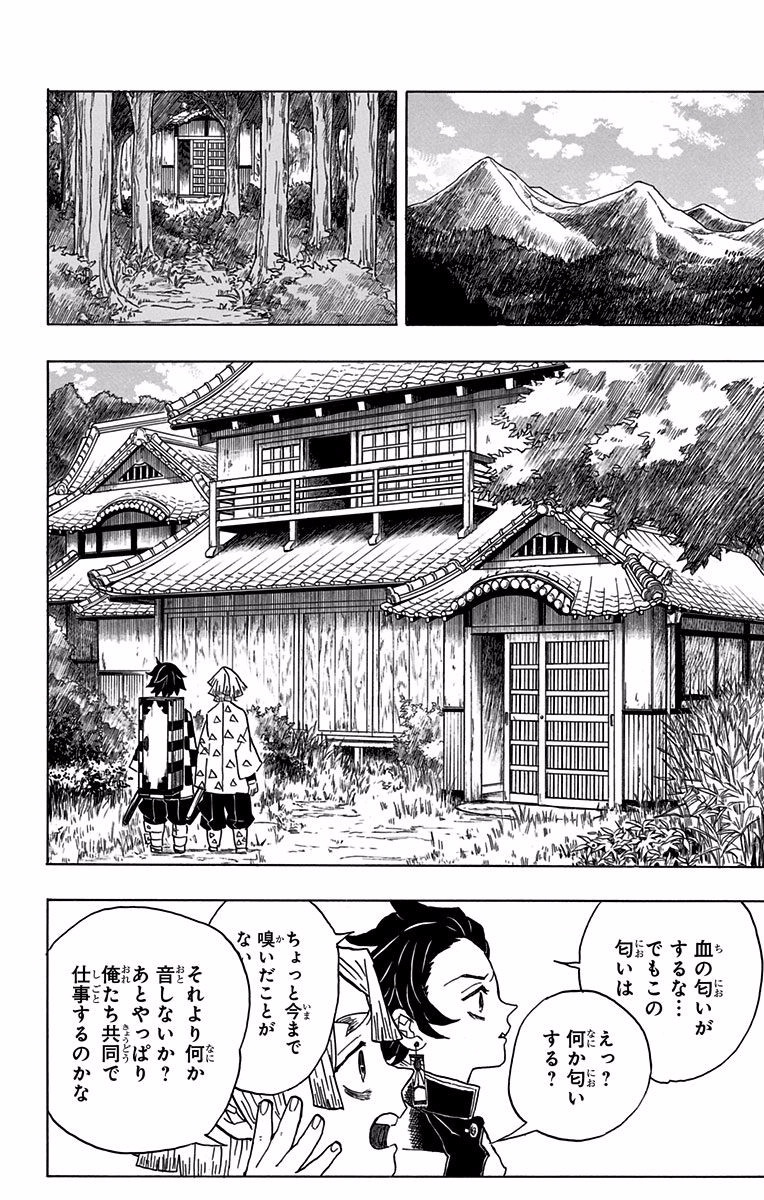 血の匂いが
するな…
でもこの
匂いは
えっ？
何か匂い
する？
ちょっと今まで
嗅いだことが
ない
それより何か
音しないか？
あとやっぱり
俺たち共同で
仕事するのかな